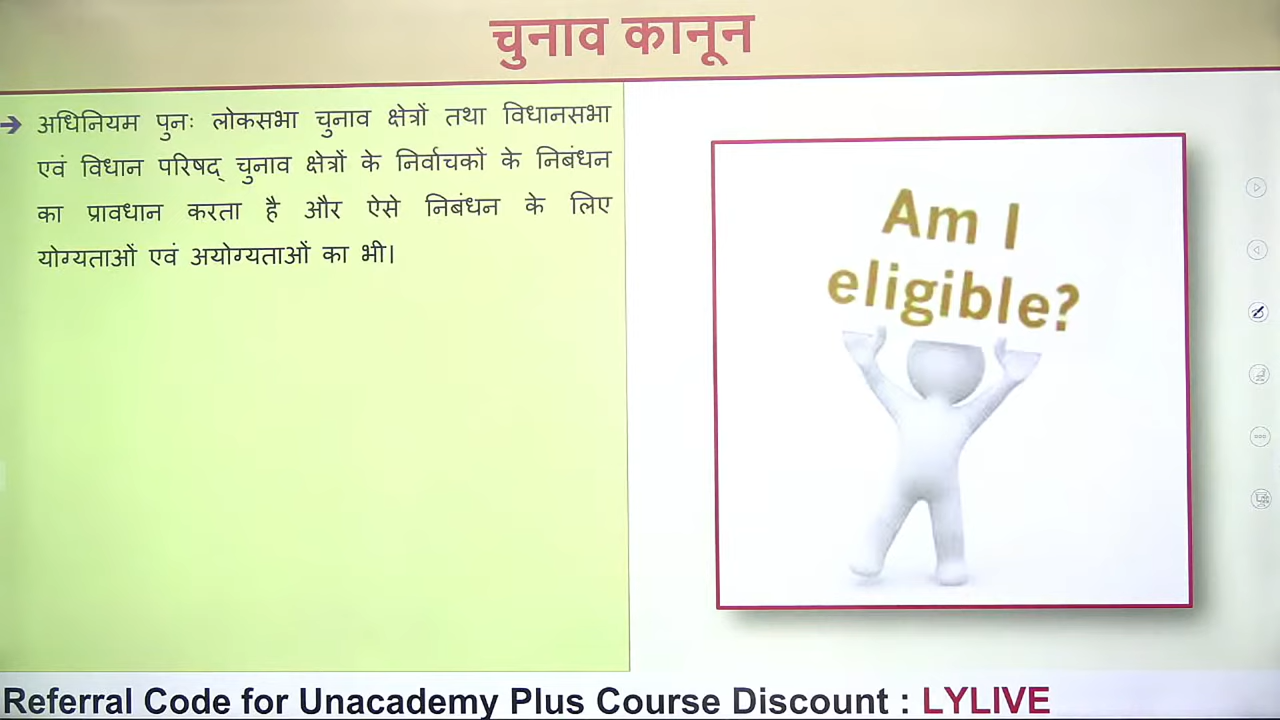 चुनाव कानून
अधिनियम पुनः लोकसभा चुनाव क्षेत्रों तथा विधानसभा
एवं विधान परिषद् चुनाव क्षेत्रों के निर्वाचकों के निबंधन
का प्रावधान करता है और ऐसे निबंधन के लिए
योग्यताओं एवं अयोग्यताओं का भी।
Am I
eligible?
Referral Code for Unacademy Plus Course Discount : LYLIVE